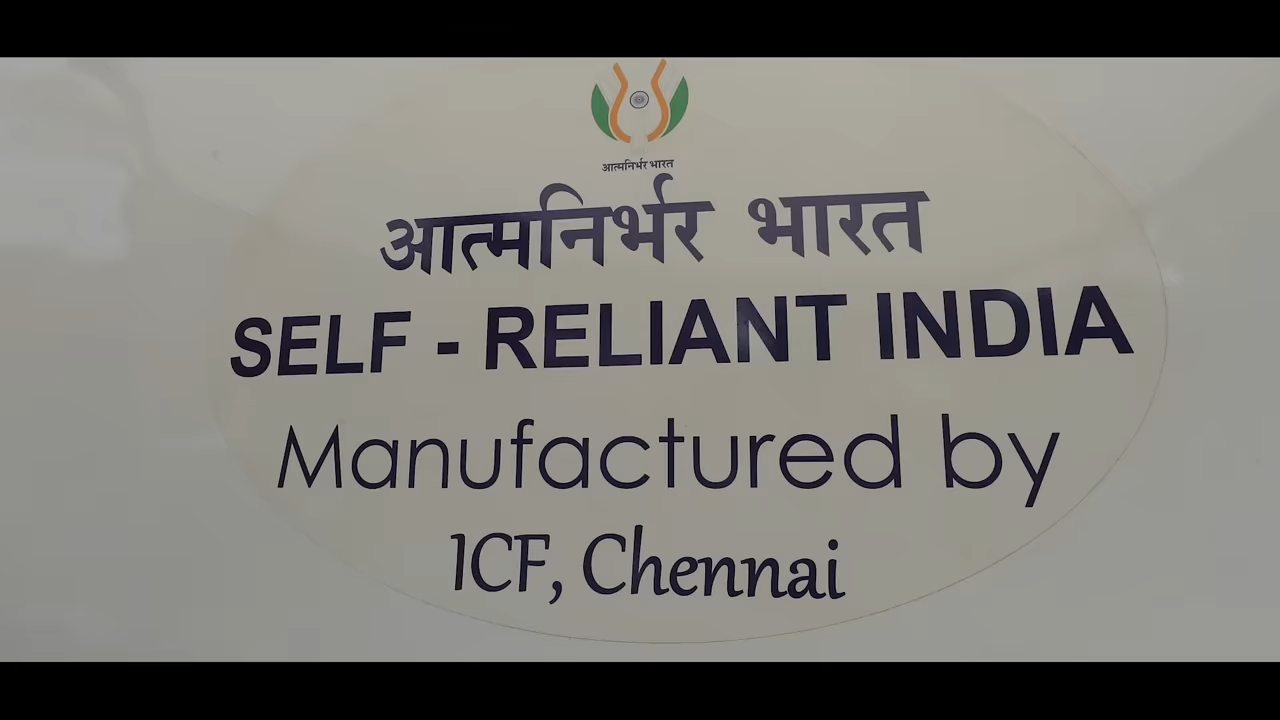 आत्मनिर्भर भारत
आत्मनिर्भर भारत
SELF - RELIANT INDIA
Manufactured by
ICF, Chennai